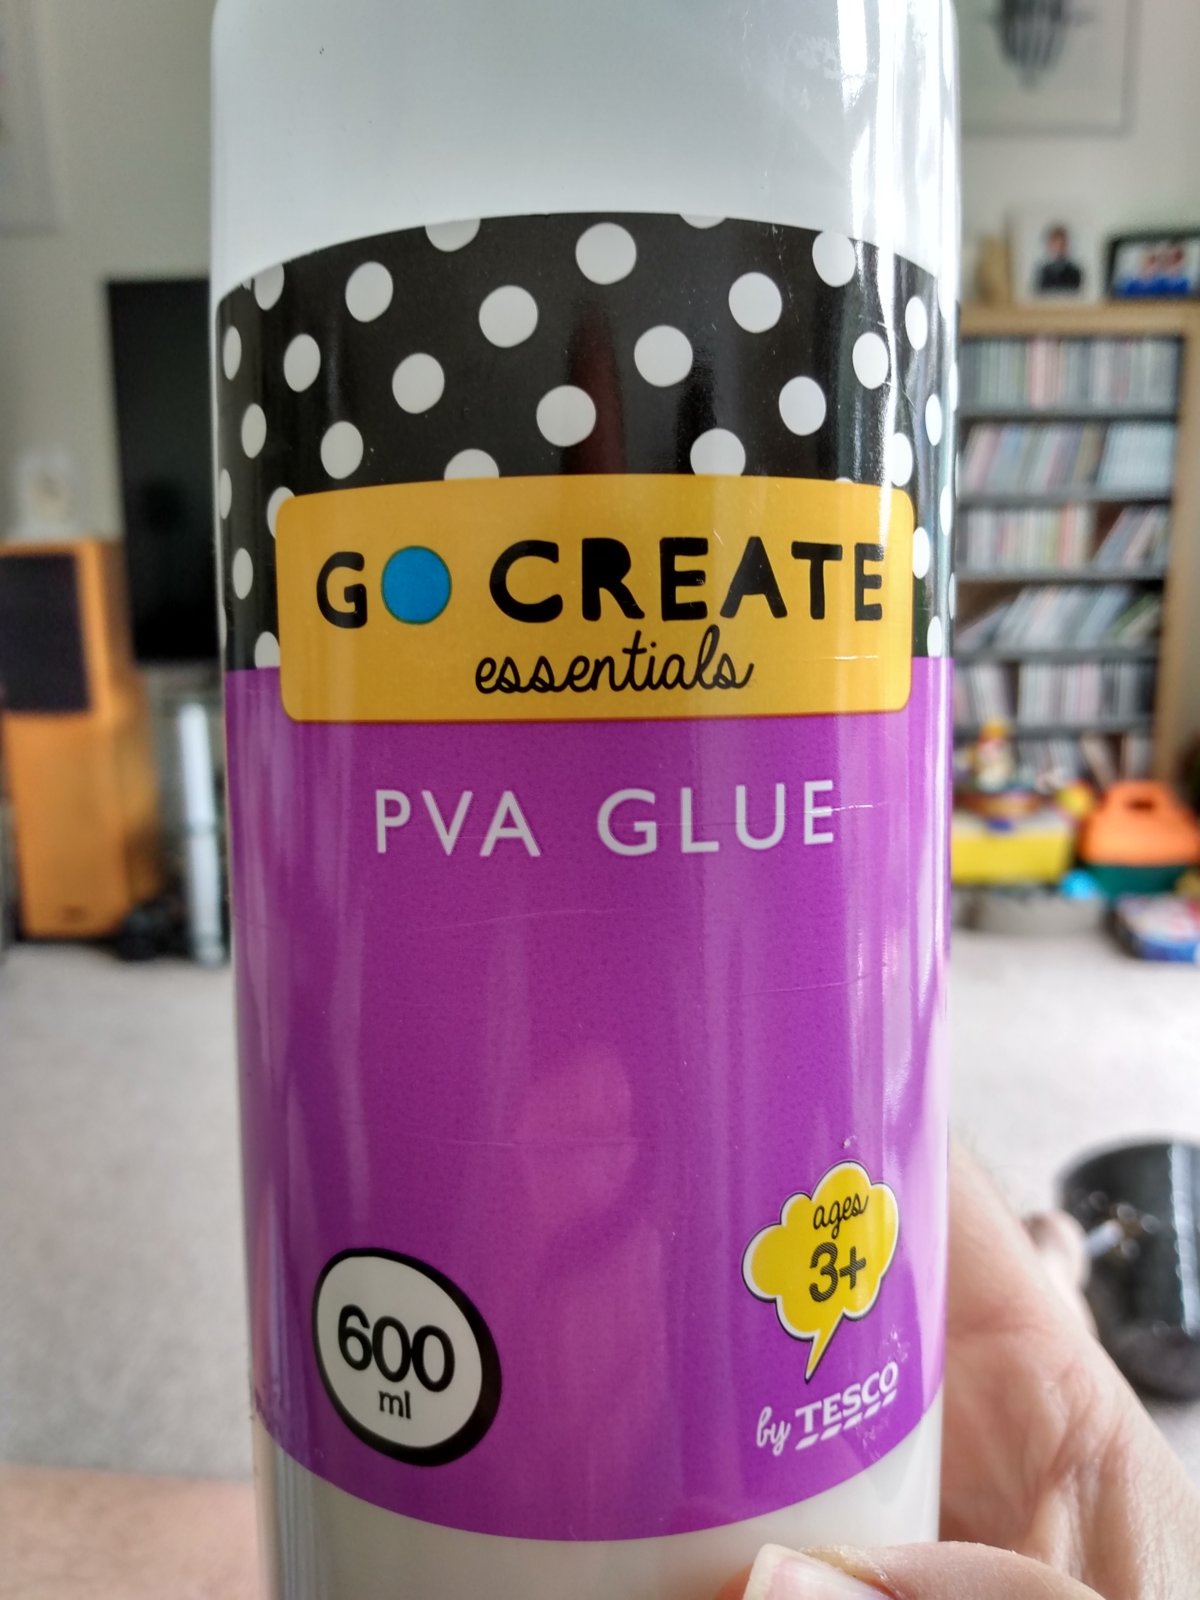 GO CREATE
essentials
PVA GLUE
ages
3+
600
ml
by TESCO